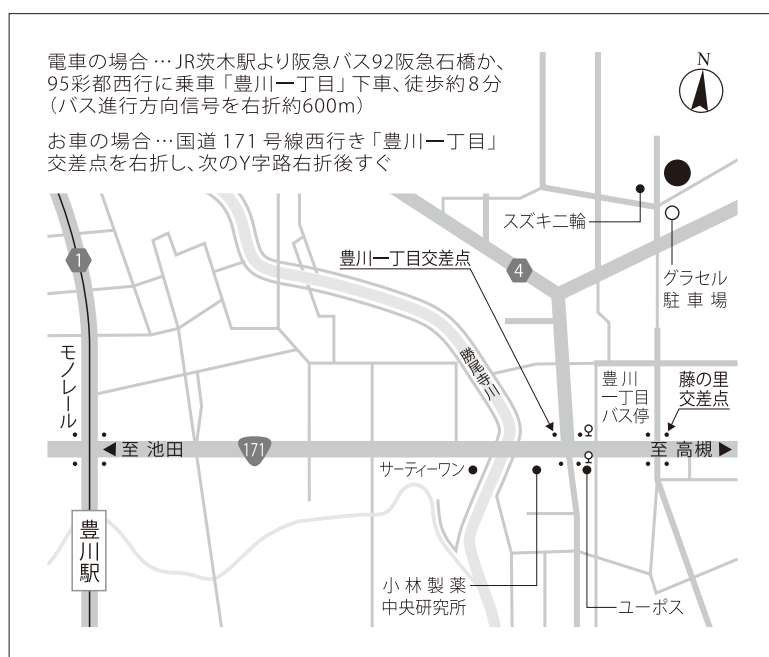 電車の場合…JR茨木駅より阪急バス92阪急石橋か、
95彩都西行に乗車「豊川一丁目」下車、徒歩約8分
（バス進行方向信号を右折約600m）
お車の場合…国道171号線西行き「豊川一丁目」
交差点を右折し、次のY字路右折後すぐ
N
スズキ二輪
グラセル
駐車場
豊川一丁目交差点
1
4
モノレール
勝尾寺川
豊川
一丁目
バス停
藤の里
交差点
◀至 池田
171
至 高槻▶
サーティーワン
豊川駅
小林製薬
中央研究所
ユーポス